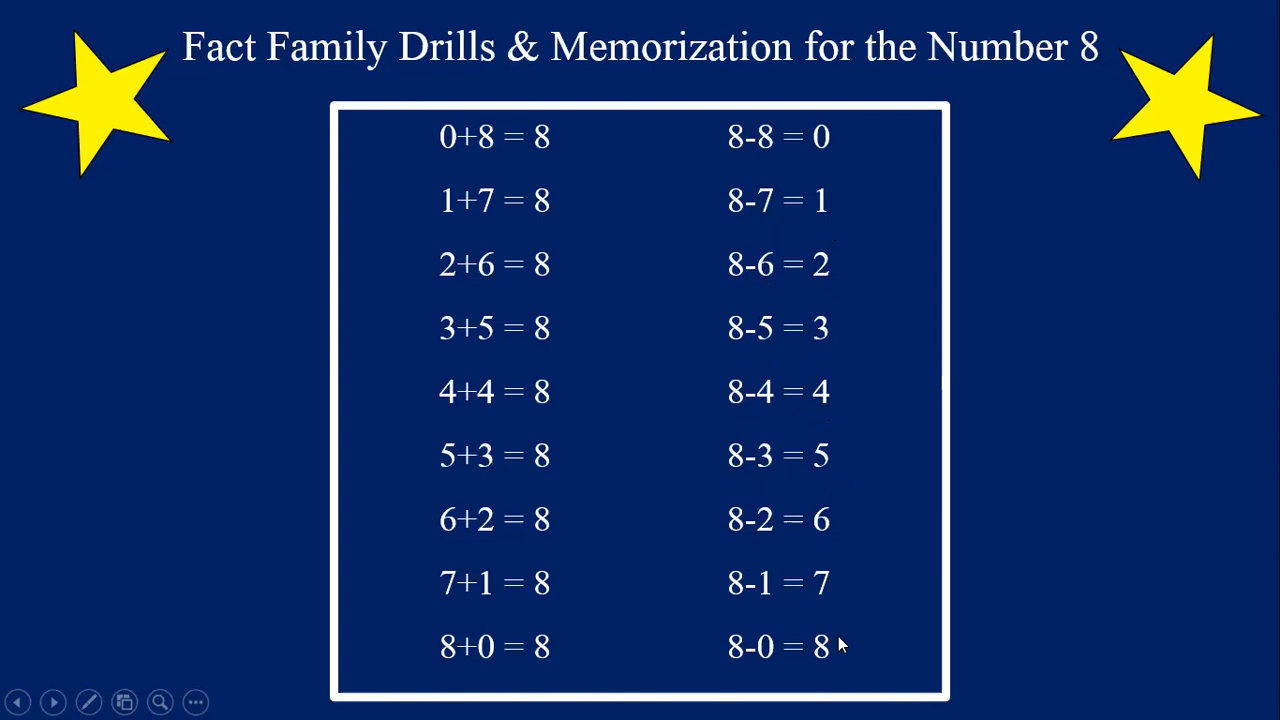 Fact Family Drills & Memorization for the Number 8
0+8 = 8
8-8 = 0
1+7 = 8
8-7 = 1
2+6 = 8
8-6 = 2
3+5 = 8
8-5 = 3
4+4 = 8
8-4 = 4
5+3 = 8
8-3 = 5
6+2 = 8
8-2 = 6
7+1 = 8
8-1 = 7
8+0 = 8
8-0 = 8